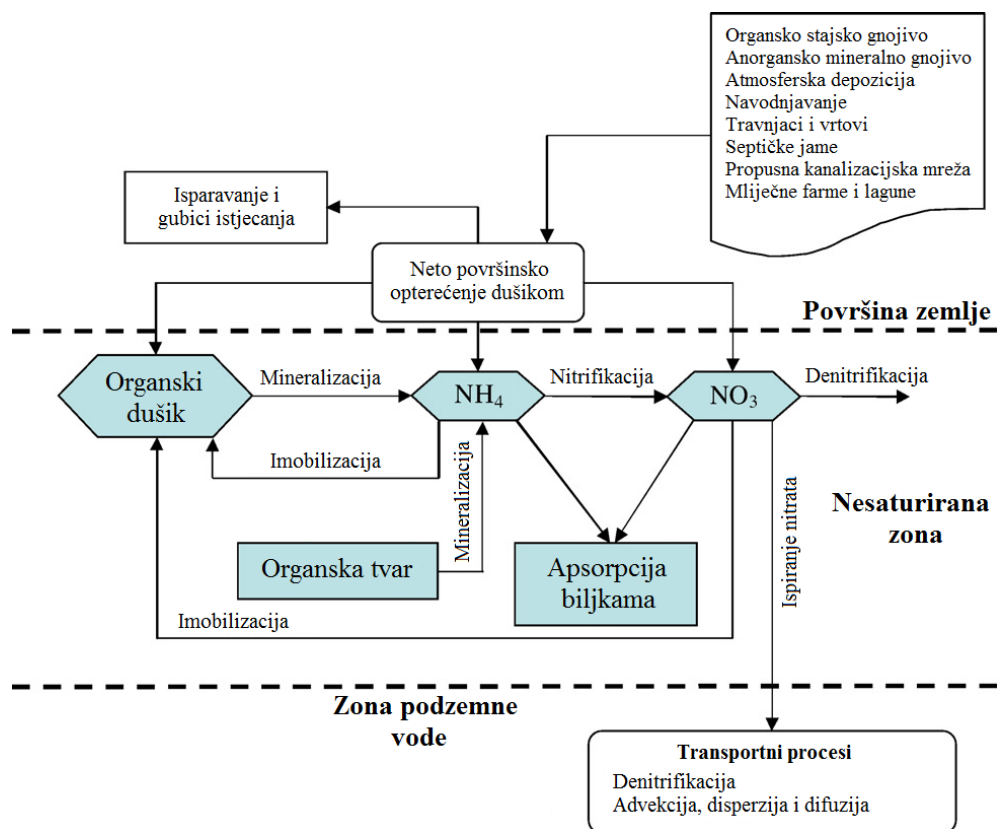 Organsko stajsko gnojivo
Anorgansko mineralno gnojivo
Atmosferska depozicija
Navodnjavanje
Travnjaci i vrtovi
Septičke jame
Propusna kanalizacijska mreža
Mliječne farme i lagune
Isparavanje i
gubici istjecanja
Neto površinsko
opterećenje dušikom
Površina zemlje
Organski
dušik
Mineralizacija
NH₄
Nitrifikacija
NO₃
Denitrifikacija
Imobilizacija
Mineralizacija
Nesaturirana
zona
Organska tvar
Apsorpcija
biljkama
Ispiranje nitrata
Imobilizacija
Zona podzemne
vode
Transportni procesi
Denitrifikacija
Advekcija, disperzija i difuzija